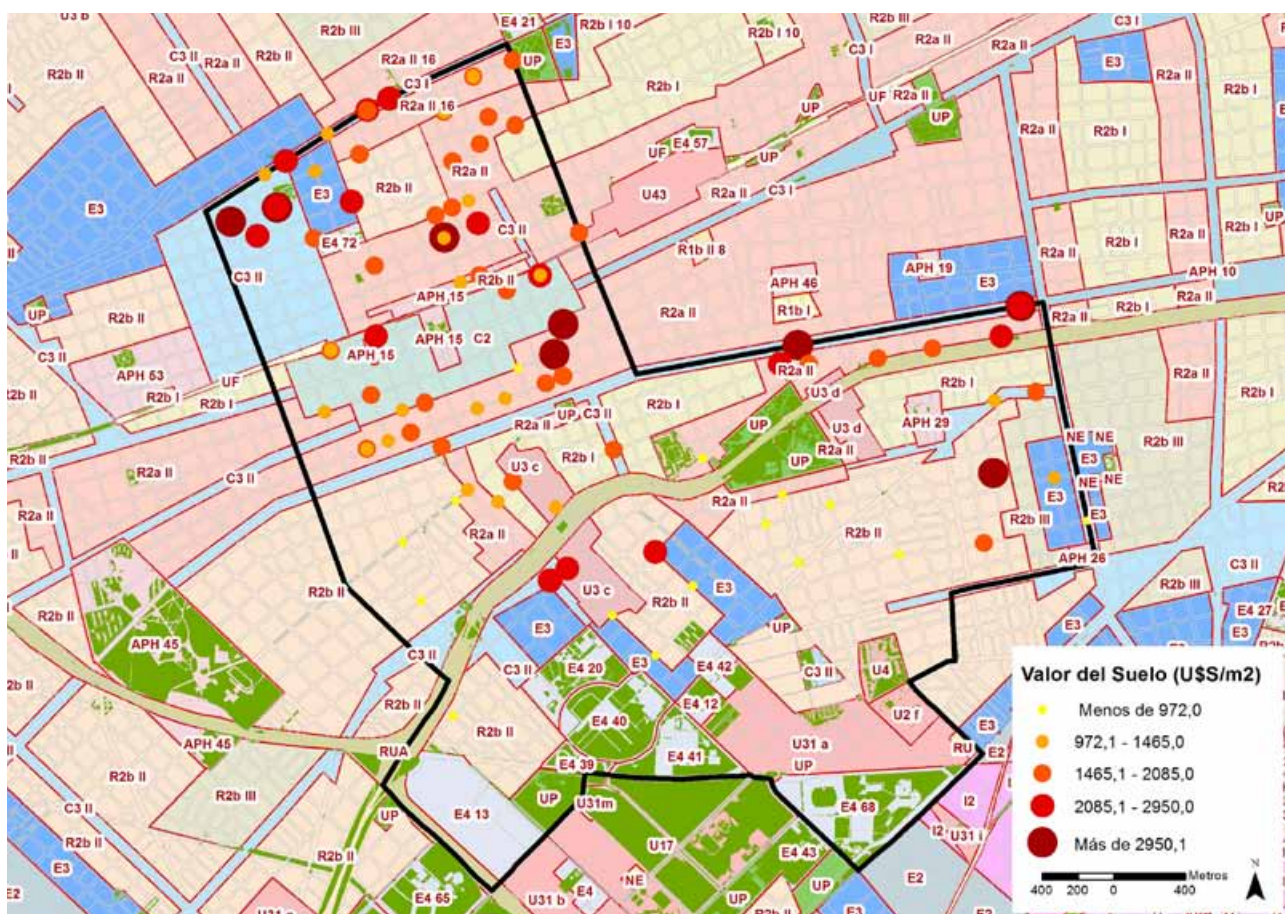 U3 b
R2b III
C3 II
R2a II
R2b II
R2a II 16
E4 21
R2b I 10
R2b I 10
E3
UP
C3 I
R2a II 16
C3 I
R2a II
R2a II
C3 I
E3
R2a II
R2b I
R2a II
C3 II
R2a II
R2b II
R2b I
UF
R2a II
UP
E4 57
UF
UP
R2a II
R2b I
R2a II
R2b I
E3
E3
R2b II
R2a II
U43
R2a II
C3 I
R2a II
UP
E4 72
C3 II
R1b II 8
R2b I
C3 II
R2b II
APH 19
E3
APH 10
APH 15
APH 46
R2b II
UP
R2a II
R1b I
R2a II
R2b I
R2a II
APH 15
C2
APH 15
C3 II
APH 53
R2b I
UF
R2b I
R2a II
U3 d
R2b I
R2a II
R2b I
R2b II
UP
C3 II
R2a II
R2b I
UP
U3 d
APH 29
R2b II
R2a II
C3 II
U3 c
R2b I
UP
R2a II
NE
NE
E3
NE
NE
R2b III
R2a II
R2a II
R2a II
R2b II
R2b III
E3
E3
APH 26
R2b II
R2b II
U3 c
R2b II
E3
R2b III
C3 II
APH 45
C3 II
E3
C3 II
E4 20
E3
E4 42
UP
C3 II
U4
E3
E4 27
E3
R2b II
E4 12
U2 f
APH 45
R2b II
E4 40
E3
RUA
R2b II
E4 39
E4 41
U31 a
RU
E2
R2b III
UP
U31m
UP
UP
E4 13
E4 68
I2
I2
U31 i
R2b II
U17
E4 43
E3
E4
NE
UP
UP
E2
E2
E4 65
U31 b
E3
Valor del Suelo (U$S/m2)
Menos de 972,0
972,1 - 1465,0
1465,1 - 2085,0
2085,1 - 2950,0
Más de 2950,1
N
400 200 0 400 Metros